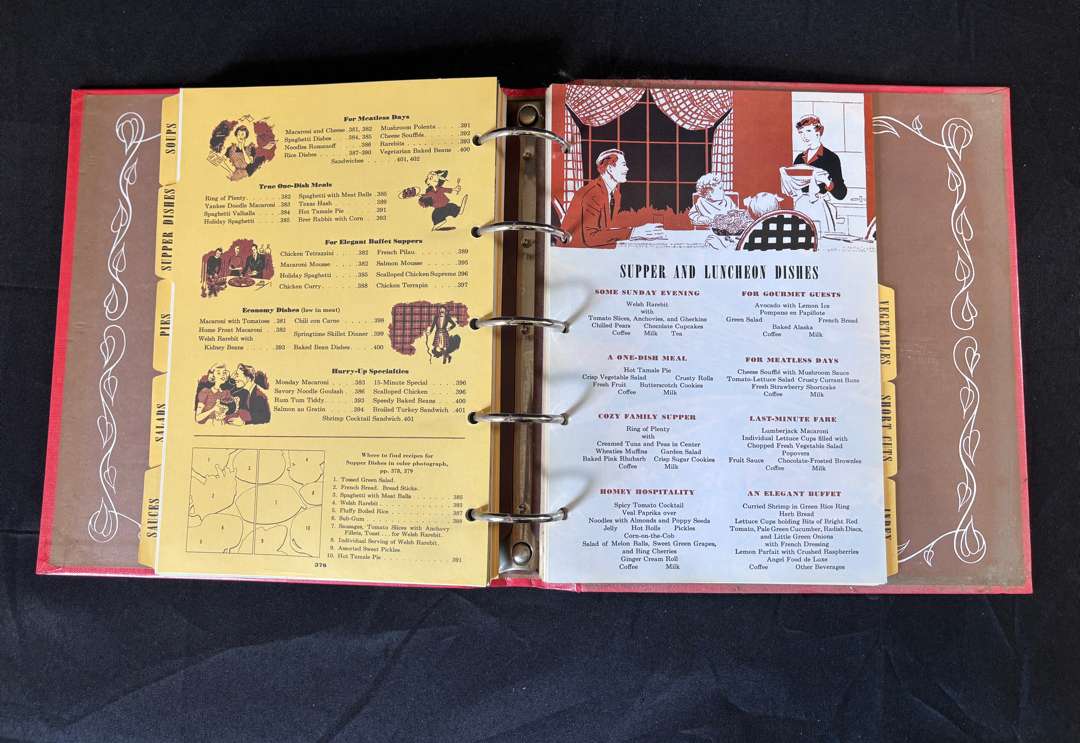 SOUPS
SUPPER DISHES
PIES
SALADS
SAUCES
For Meatless Days
Macaroni and Cheese . 381, 382 Mushroom Polenta . . . 391
Spaghetti Dishes . . . . 384, 385 Cheese Soufflés . . . . . 392
Noodles Romanoff . . . . . 386 Rarebits . . . . . . . . . 393
Rice Dishes . . . . . 387-390 Vegetarian Baked Beans . 400
Sandwiches . . . . . . . 401, 402
True One-Dish Meals
Ring of Plenty . . . . . . . 382 Spaghetti with Meat Balls 385
Yankee Doodle Macaroni . 383 Texas Hash . . . . . . . 389
Spaghetti Valhalla . . . . . 384 Hot Tamale Pie . . . . . 391
Holiday Spaghetti . . . . . 385 Brer Rabbit with Corn . . 393
For Elegant Buffet Suppers
Chicken Tetrazzini . . . . 382 French Pilau . . . . . . 389
Macaroni Mousse . . . . . 382 Salmon Mousse . . . . . 395
Holiday Spaghetti . . . . . 385 Scalloped Chicken Supreme 396
Chicken Curry . . . . . . . 388 Chicken Terrapin . . . . 397
Economy Dishes (low in meat)
Macaroni with Tomatoes . 381 Chili con Carne . . . . . 398
Home Front Macaroni . . 382
Springtime Skillet Dinner . 399
Welsh Rarebit with
Kidney Beans . . . . . 393 Baked Bean Dishes . . . . 400
Hurry-Up Specialties
Monday Macaroni . . . . . 383 15-Minute Special . . . . 396
Savory Noodle Goulash . . 386 Scalloped Chicken . . . . 396
Rum Tum Tiddy . . . . . 393 Speedy Baked Beans . . . 400
Salmon au Gratin . . . . . 394 Broiled Turkey Sandwich . 401
Shrimp Cocktail Sandwich . 401
Where to find recipes for
Supper Dishes in color photograph,
pp. 378, 379
1. Tossed Green Salad.
2. French Bread. Bread Sticks.
3. Spaghetti with Meat Balls . . . . . . . . 385
4. Welsh Rarebit . . . . . . . . . . . . . . 393
5. Fluffy Boiled Rice . . . . . . . . . . . 387
6. Sub Gum . . . . . . . . . . . . . . . . . 388
7. Sausages, Tomato Slices with Anchovy
Fillets, Toast . . . for Welsh Rarebit.
8. Individual Serving of Welsh Rarebit.
9. Assorted Sweet Pickles.
10. Hot Tamale Pie . . . . . . . . . . . . . 391
1
2
3
4
7
10
376
SUPPER AND LUNCHEON DISHES
SOME SUNDAY EVENING
Welsh Rarebit
with
Tomato Slices, Anchovies, and Gherkins
Chilled Pears Chocolate Cupcakes
Coffee Milk Tea
A ONE-DISH MEAL
Hot Tamale Pie
Crisp Vegetable Salad Crusty Rolls
Fresh Fruit Butterscotch Cookies
Coffee Milk
COZY FAMILY SUPPER
Ring of Plenty
with
Creamed Tuna and Peas in Center
Wheaties Muffins Garden Salad
Baked Pink Rhubarb Crisp Sugar Cookies
Coffee Milk
HOMEY HOSPITALITY
Spicy Tomato Cocktail
Veal Paprika over
Noodles with Almonds and Poppy Seeds
Jelly Hot Rolls Pickles
Corn-on-the-Cob
Salad of Melon Balls, Sweet Green Grapes,
and Bing Cherries
Ginger Cream Roll
Coffee Milk
FOR GOURMET GUESTS
Avocado with Lemon Ice
Pompano en Papillote
Green Salad French Bread
Baked Alaska
Coffee Milk
FOR MEATLESS DAYS
Cheese Soufflé with Mushroom Sauce
Tomato-Lettuce Salad Crusty Currant Buns
Fresh Strawberry Shortcake
Coffee Milk
LAST-MINUTE FARE
Lumberjack Macaroni
Individual Lettuce Cups filled with
Chopped Fresh Vegetable Salad
Popovers
Fruit Sauce Chocolate-Frosted Brownies
Coffee Milk
AN ELEGANT BUFFET
Curried Shrimp in Green Rice Ring
Herb Bread
Lettuce Cups holding Bits of Bright Red
Tomato, Pale Green Cucumber, Radish Discs,
and Little Green Onions
with French Dressing
Lemon Parfait with Crushed Raspberries
Angel Food de Luxe
Coffee Other Beverages
VEGETABLES
SHORT CUTS